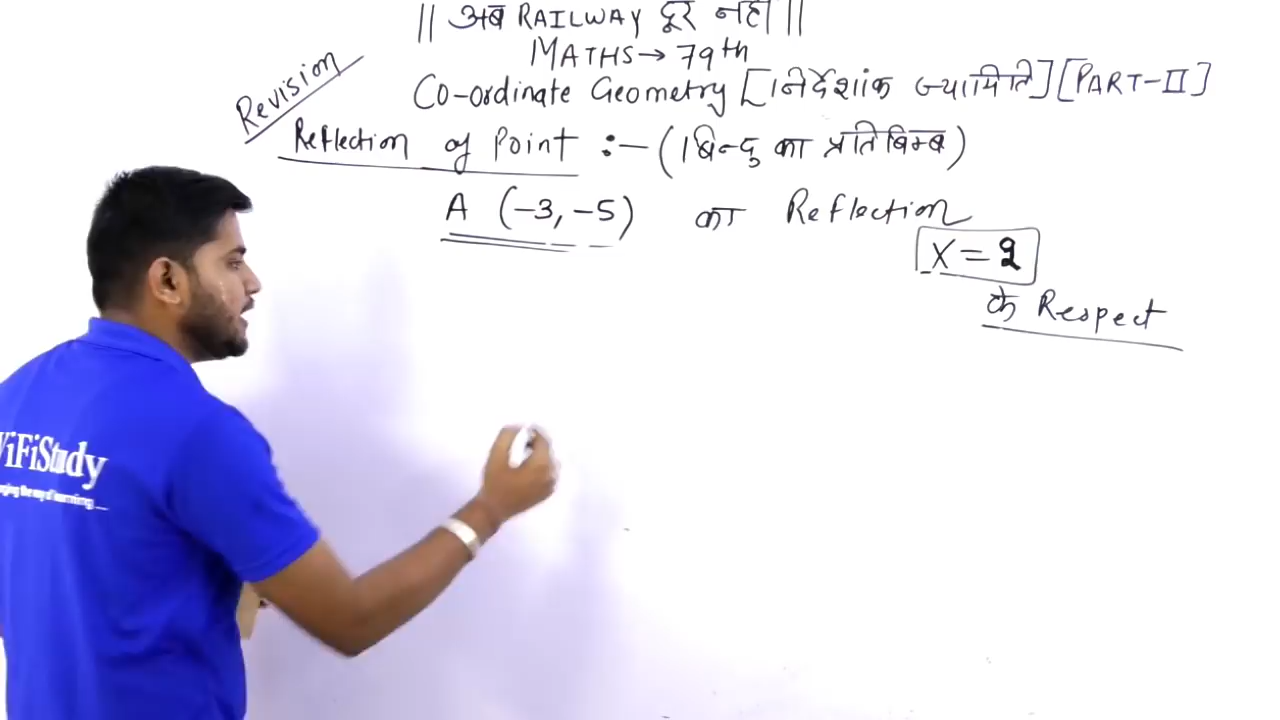 || अब RAILWAY दूर नहीं ||
MATHS→ 79th
Revision
Co-ordinate Geometry [निर्देशांक ज्यामिति] [PART-II]
Reflection of Point :- (बिन्दु का प्रतिबिम्ब)
A (-3, -5) का Reflection
X = 2
के Respect
WiFiStudy